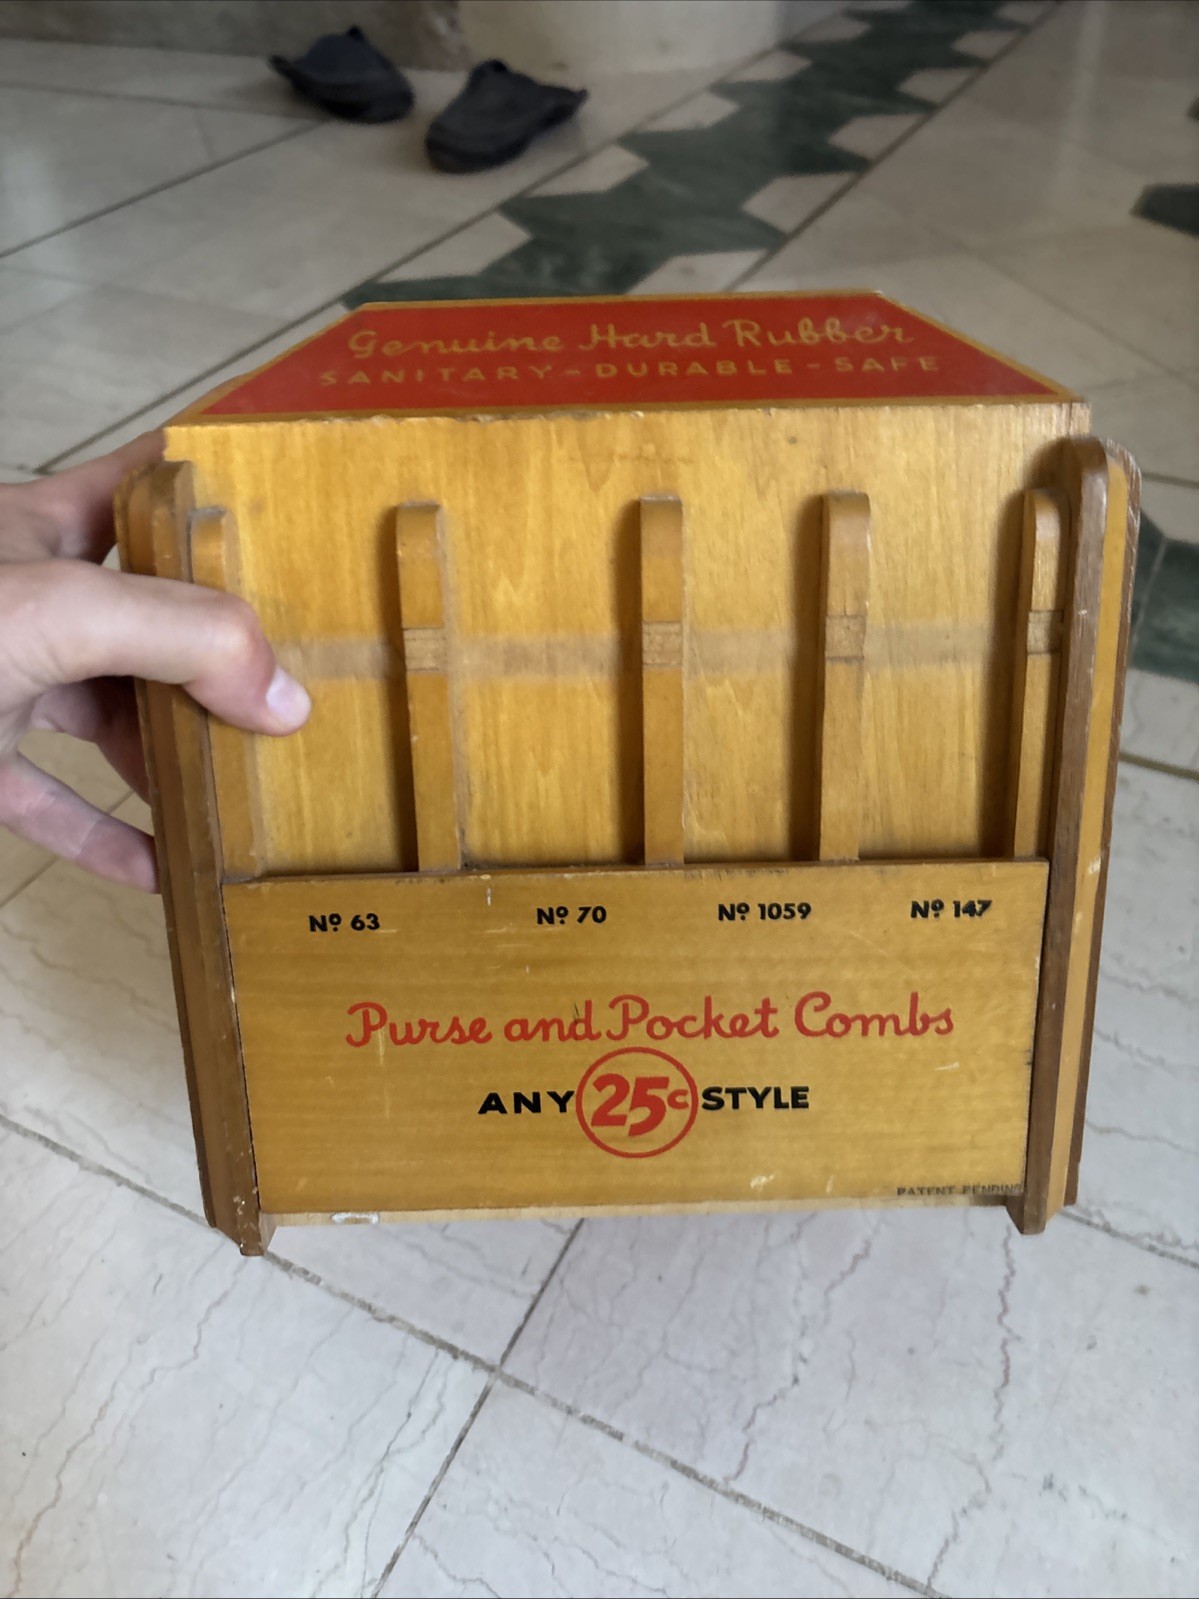 Genuine Hard Rubber
SANITARY - DURABLE - SAFE
Nº 63 Nº 70 Nº 1059 Nº 147
Purse and Pocket Combs
ANY 25c STYLE
PATENT PENDING